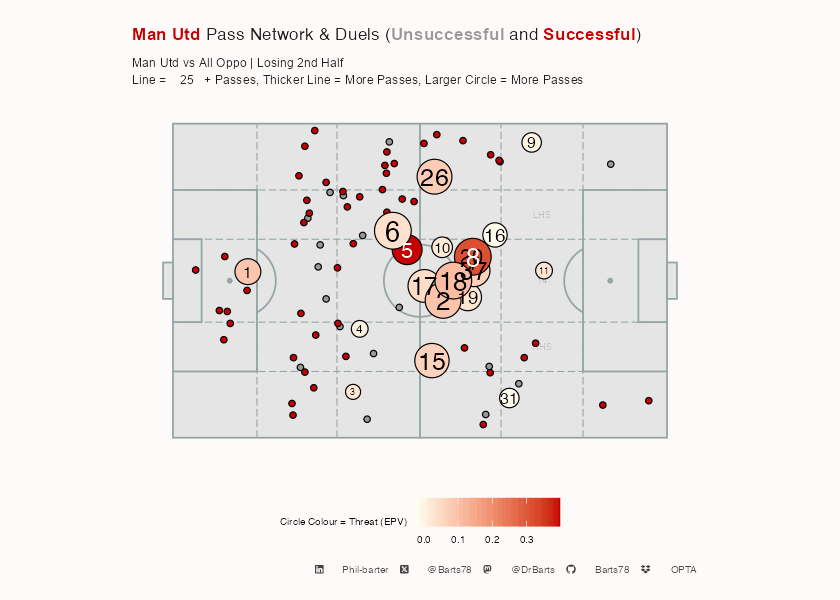 Man Utd Pass Network & Duels (Unsuccessful and Successful)
Man Utd vs All Oppo | Losing 2nd Half
Line = 25 + Passes, Thicker Line = More Passes, Larger Circle = More Passes
9
26
LHS
6
16
5
10
8
37
1
11
17
18
19
2
4
15
3
31
Circle Colour = Threat (EPV)
0.0 0.1 0.2 0.3
Phil-barter @Barts78 @DrBarts Barts78 OPTA